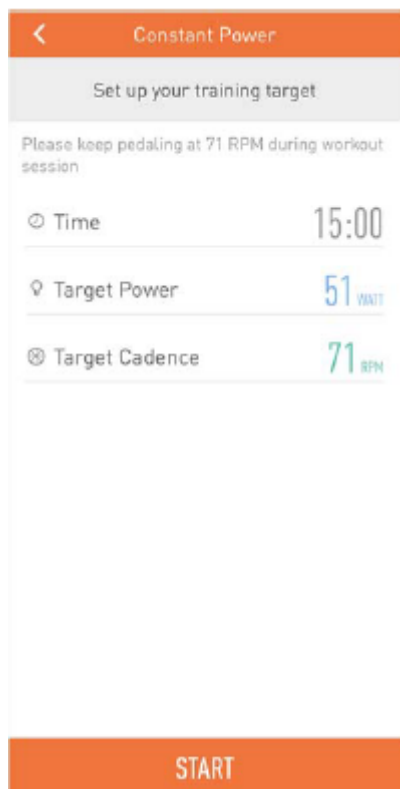 Constant Power
Set up your training target
Please keep pedaling at 71 RPM during workout
session
Time 15:00
Target Power 51 WATT
Target Cadence 71 RPM
START